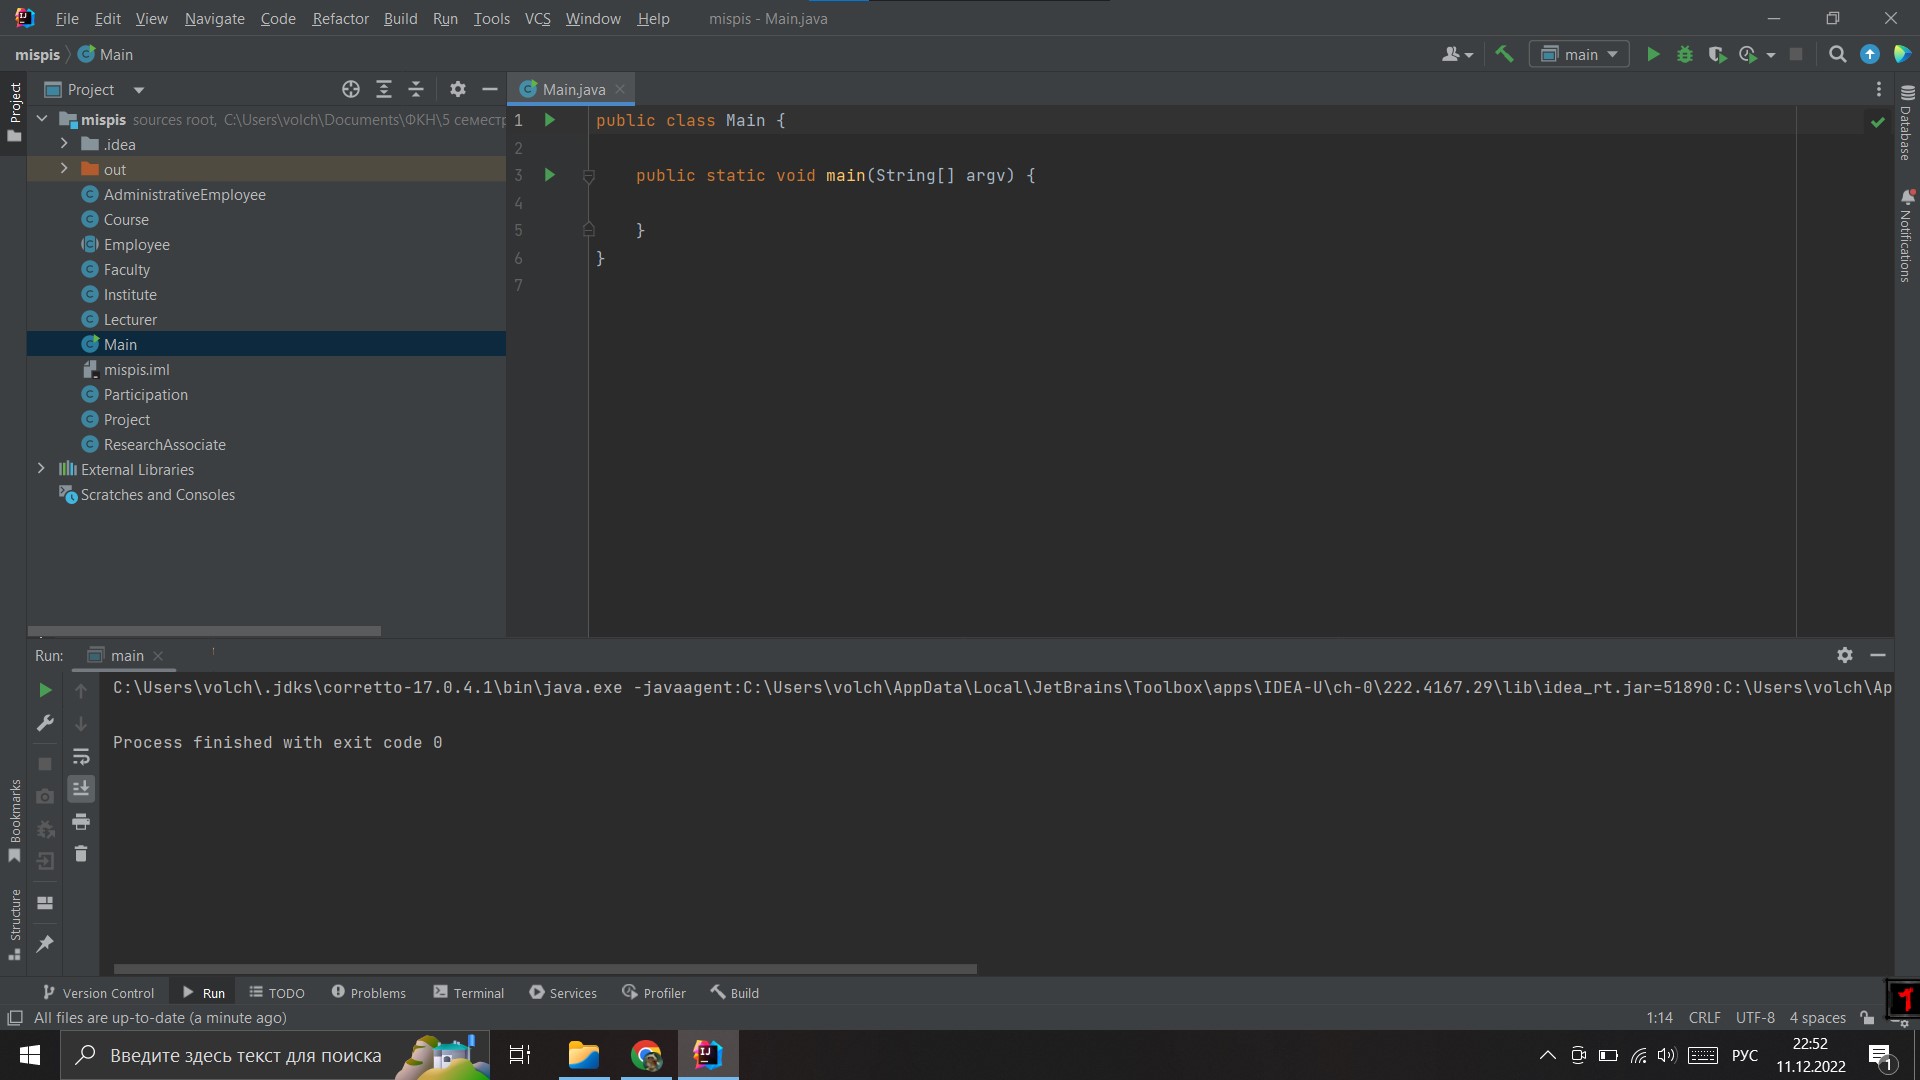 File Edit View Navigate Code Refactor Build Run Tools VCS Window Help mispis - Main.java
mispis Main
main
Project
Main.java
mispis sources root, C:\Users\volch\Documents\ФКН\5 семестр
.idea
out
AdministrativeEmployee
Course
Employee
Faculty
Institute
Lecturer
Main
mispis.iml
Participation
Project
ResearchAssociate
External Libraries
Scratches and Consoles
1 public class Main {
2
3 public static void main(String[] argv) {
4
5 }
6 }
7
Project
Bookmarks
Structure
Database
Notifications
Run: main
C:\Users\volch\.jdks\corretto-17.0.4.1\bin\java.exe -javaagent:C:\Users\volch\AppData\Local\JetBrains\Toolbox\apps\IDEA-U\ch-0\222.4167.29\lib\idea_rt.jar=51890:C:\Users\volch\Ap
Process finished with exit code 0
Version Control Run TODO Problems Terminal Services Profiler Build
All files are up-to-date (a minute ago) 1:14 CRLF UTF-8 4 spaces
1
Введите здесь текст для поиска
РУС
22:52
11.12.2022
1